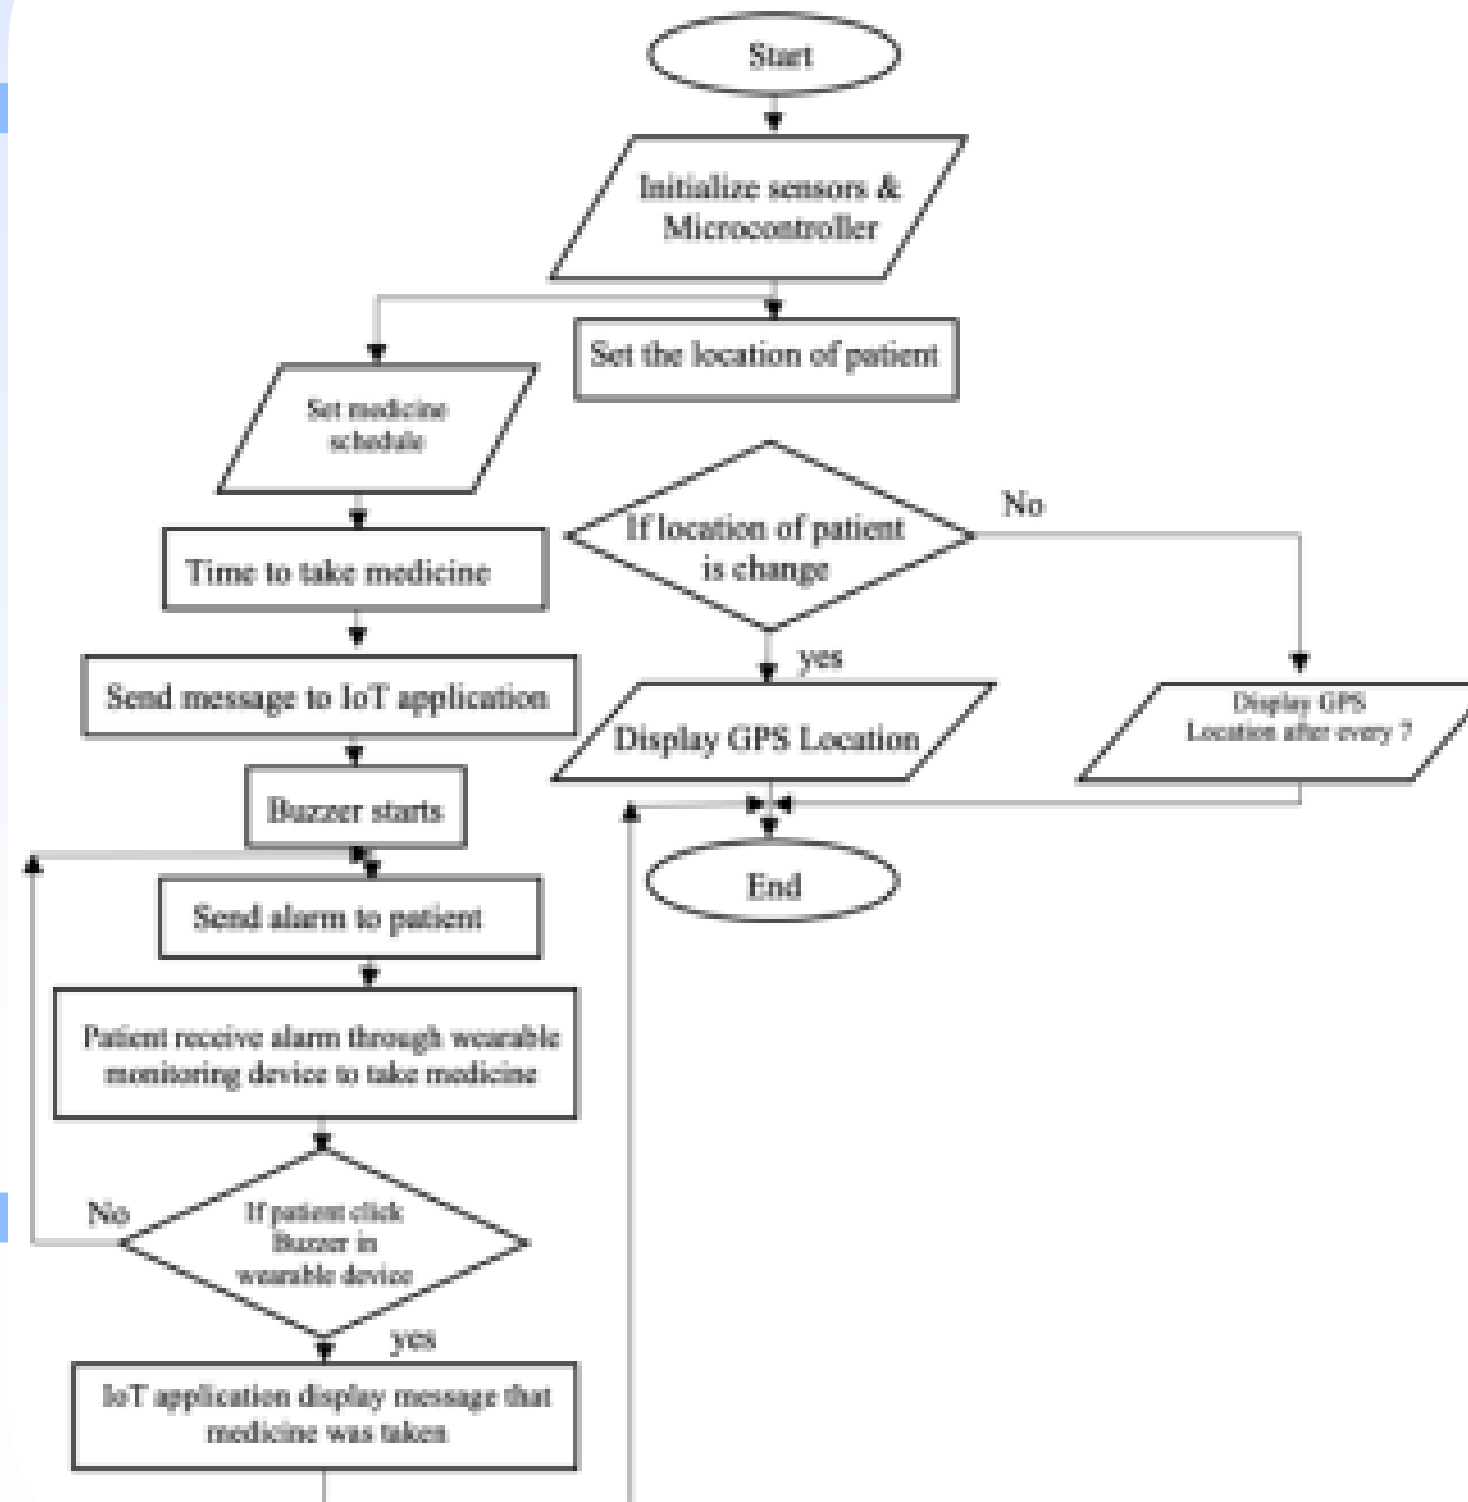 Start
Initialize sensors &
Microcontroller
Set the location of patient
Set medicine
schedule
If location of patient
is change
No
Time to take medicine
yes
Send message to IoT application
Display GPS Location
Display GPS
Location after every 7
Buzzer starts
End
Send alarm to patient
Patient receive alarm through wearable
monitoring device to take medicine
No
If patient click
Buzzer in
wearable device
yes
IoT application display message that
medicine was taken